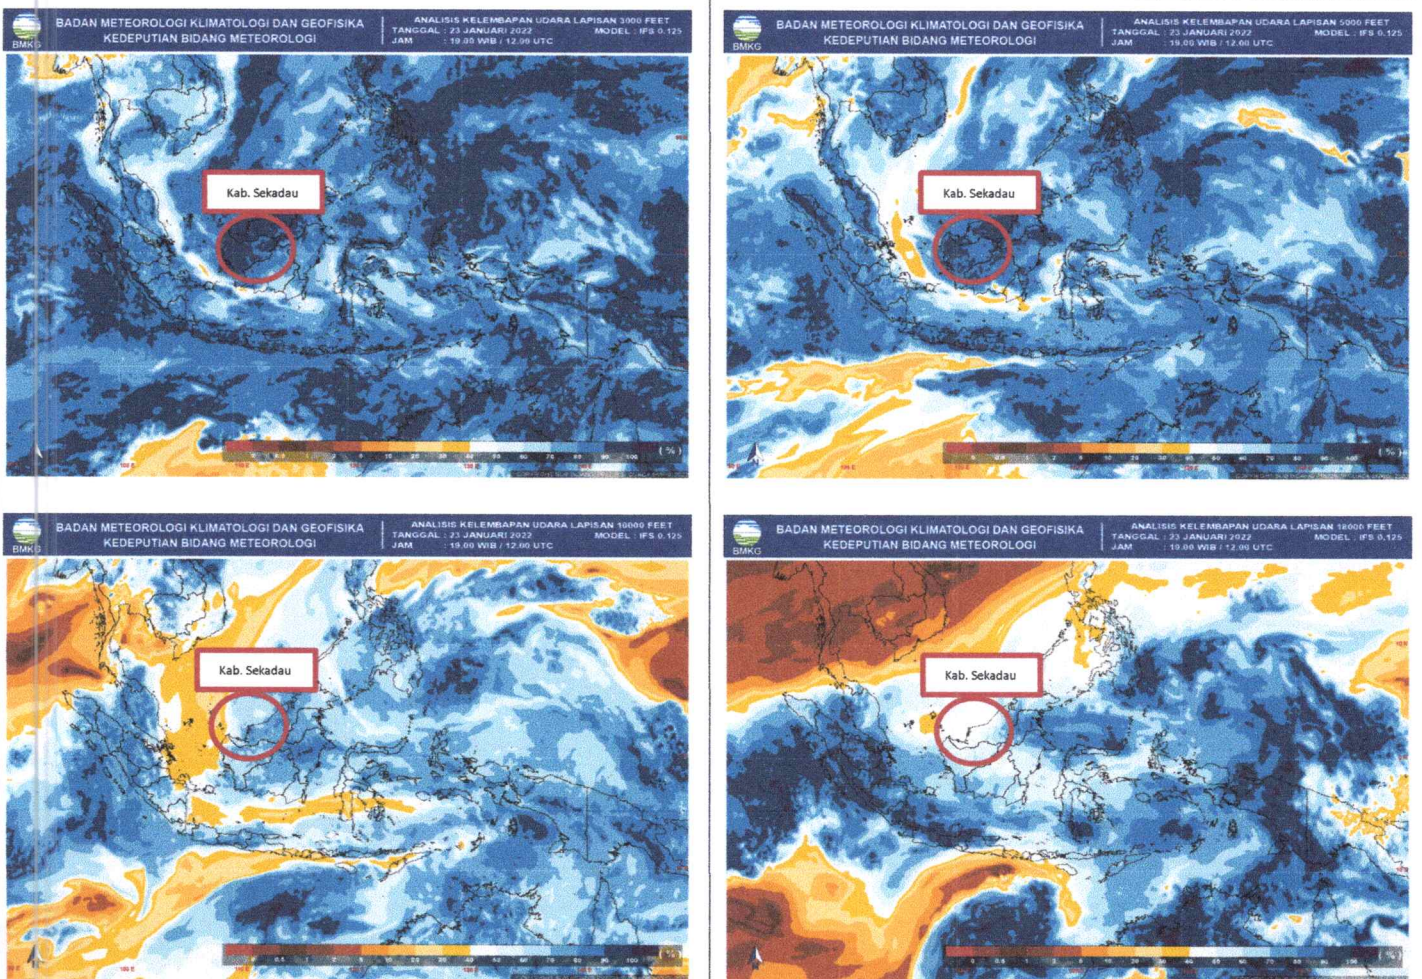 BADAN METEOROLOGI KLIMATOLOGI DAN GEOFISIKA
KEDEPUTIAN BIDANG METEOROLOGI
BMKG
ANALISIS KELEMBAPAN UDARA LAPISAN 3000 FEET
TANGGAL : 23 JANUARI 2022 MODEL : IFS 0.125
JAM : 19.00 WIB / 12.00 UTC
Kab. Sekadau
( % )
BADAN METEOROLOGI KLIMATOLOGI DAN GEOFISIKA
KEDEPUTIAN BIDANG METEOROLOGI
BMKG
ANALISIS KELEMBAPAN UDARA LAPISAN 5000 FEET
TANGGAL : 23 JANUARI 2022 MODEL : IFS 0.125
JAM : 19.00 WIB / 12.00 UTC
Kab. Sekadau
( % )
BADAN METEOROLOGI KLIMATOLOGI DAN GEOFISIKA
KEDEPUTIAN BIDANG METEOROLOGI
BMKG
ANALISIS KELEMBAPAN UDARA LAPISAN 10000 FEET
TANGGAL : 23 JANUARI 2022 MODEL : IFS 0.125
JAM : 19.00 WIB / 12.00 UTC
Kab. Sekadau
( % )
BADAN METEOROLOGI KLIMATOLOGI DAN GEOFISIKA
KEDEPUTIAN BIDANG METEOROLOGI
BMKG
ANALISIS KELEMBAPAN UDARA LAPISAN 18000 FEET
TANGGAL : 23 JANUARI 2022 MODEL : IFS 0.125
JAM : 19.00 WIB / 12.00 UTC
Kab. Sekadau
( % )